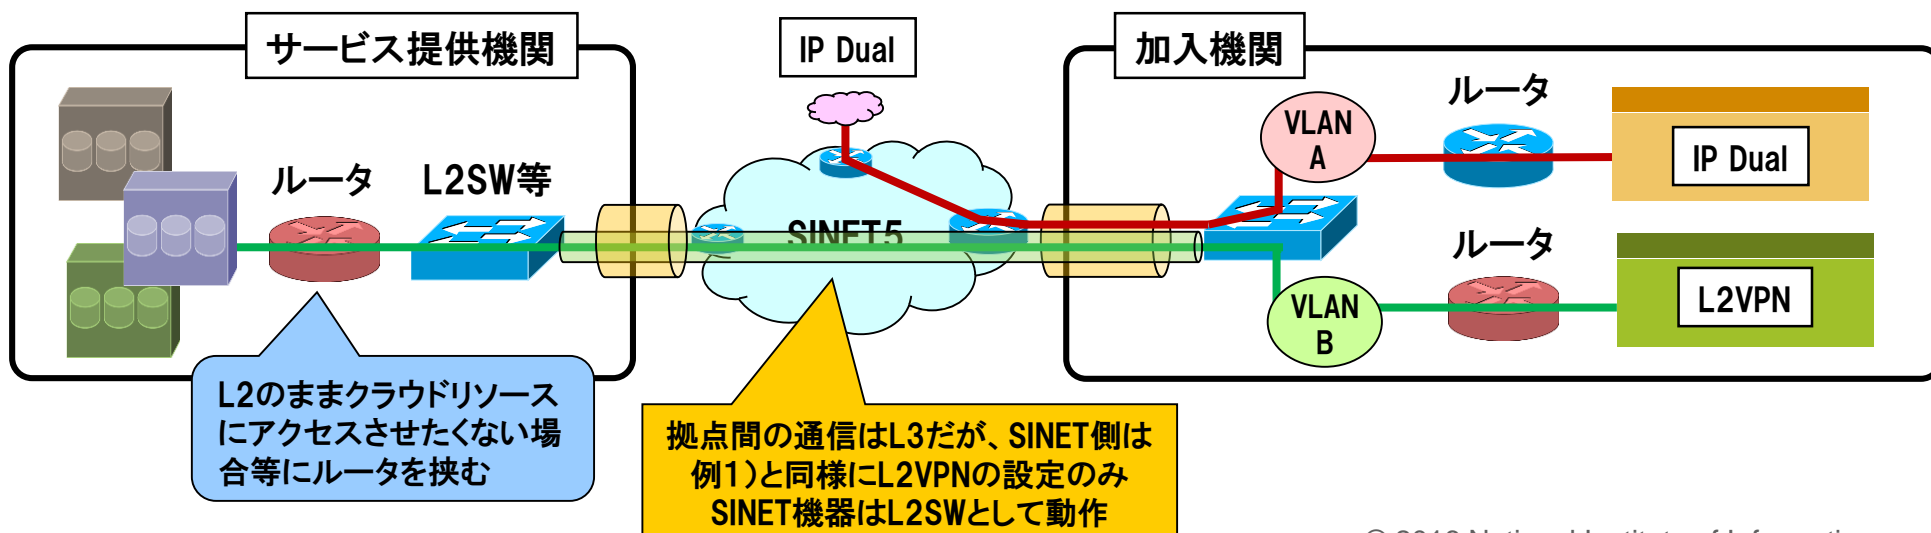 サービス提供機関
IP Dual
加入機関
ルータ
L2SW等
SINET5
VLAN
A
ルータ
IP Dual
ルータ
VLAN
B
L2VPN
L2のままクラウドリソース
にアクセスさせたくない場
合等にルータを挟む
拠点間の通信はL3だが、SINET側は
例1）と同様にL2VPNの設定のみ
SINET機器はL2SWとして動作